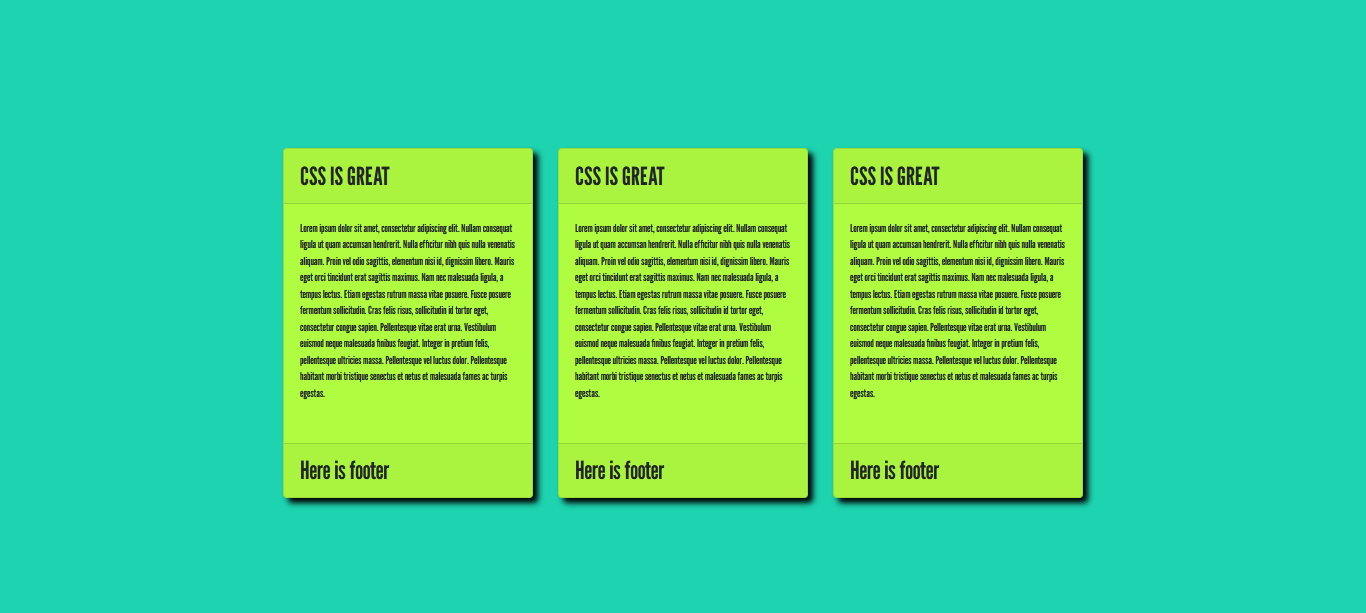 CSS IS GREAT
Lorem ipsum dolor sit amet, consectetur adipiscing elit. Nullam consequat
ligula ut quam accumsan hendrerit. Nulla efficitur nibh quis nulla venenatis
aliquam. Proin vel odio sagittis, elementum nisi id, dignissim libero. Mauris
eget orci tincidunt erat sagittis maximus. Nam nec malesuada ligula, a
tempus lectus. Etiam egestas rutrum massa vitae posuere. Fusce posuere
fermentum sollicitudin. Cras felis risus, sollicitudin id tortor eget,
consectetur congue sapien. Pellentesque vitae erat urna. Vestibulum
euismod neque malesuada finibus feugiat. Integer in pretium felis,
pellentesque ultricies massa. Pellentesque vel luctus dolor. Pellentesque
habitant morbi tristique senectus et netus et malesuada fames ac turpis
egestas.
Here is footer
CSS IS GREAT
Lorem ipsum dolor sit amet, consectetur adipiscing elit. Nullam consequat
ligula ut quam accumsan hendrerit. Nulla efficitur nibh quis nulla venenatis
aliquam. Proin vel odio sagittis, elementum nisi id, dignissim libero. Mauris
eget orci tincidunt erat sagittis maximus. Nam nec malesuada ligula, a
tempus lectus. Etiam egestas rutrum massa vitae posuere. Fusce posuere
fermentum sollicitudin. Cras felis risus, sollicitudin id tortor eget,
consectetur congue sapien. Pellentesque vitae erat urna. Vestibulum
euismod neque malesuada finibus feugiat. Integer in pretium felis,
pellentesque ultricies massa. Pellentesque vel luctus dolor. Pellentesque
habitant morbi tristique senectus et netus et malesuada fames ac turpis
egestas.
Here is footer
CSS IS GREAT
Lorem ipsum dolor sit amet, consectetur adipiscing elit. Nullam consequat
ligula ut quam accumsan hendrerit. Nulla efficitur nibh quis nulla venenatis
aliquam. Proin vel odio sagittis, elementum nisi id, dignissim libero. Mauris
eget orci tincidunt erat sagittis maximus. Nam nec malesuada ligula, a
tempus lectus. Etiam egestas rutrum massa vitae posuere. Fusce posuere
fermentum sollicitudin. Cras felis risus, sollicitudin id tortor eget,
consectetur congue sapien. Pellentesque vitae erat urna. Vestibulum
euismod neque malesuada finibus feugiat. Integer in pretium felis,
pellentesque ultricies massa. Pellentesque vel luctus dolor. Pellentesque
habitant morbi tristique senectus et netus et malesuada fames ac turpis
egestas.
Here is footer